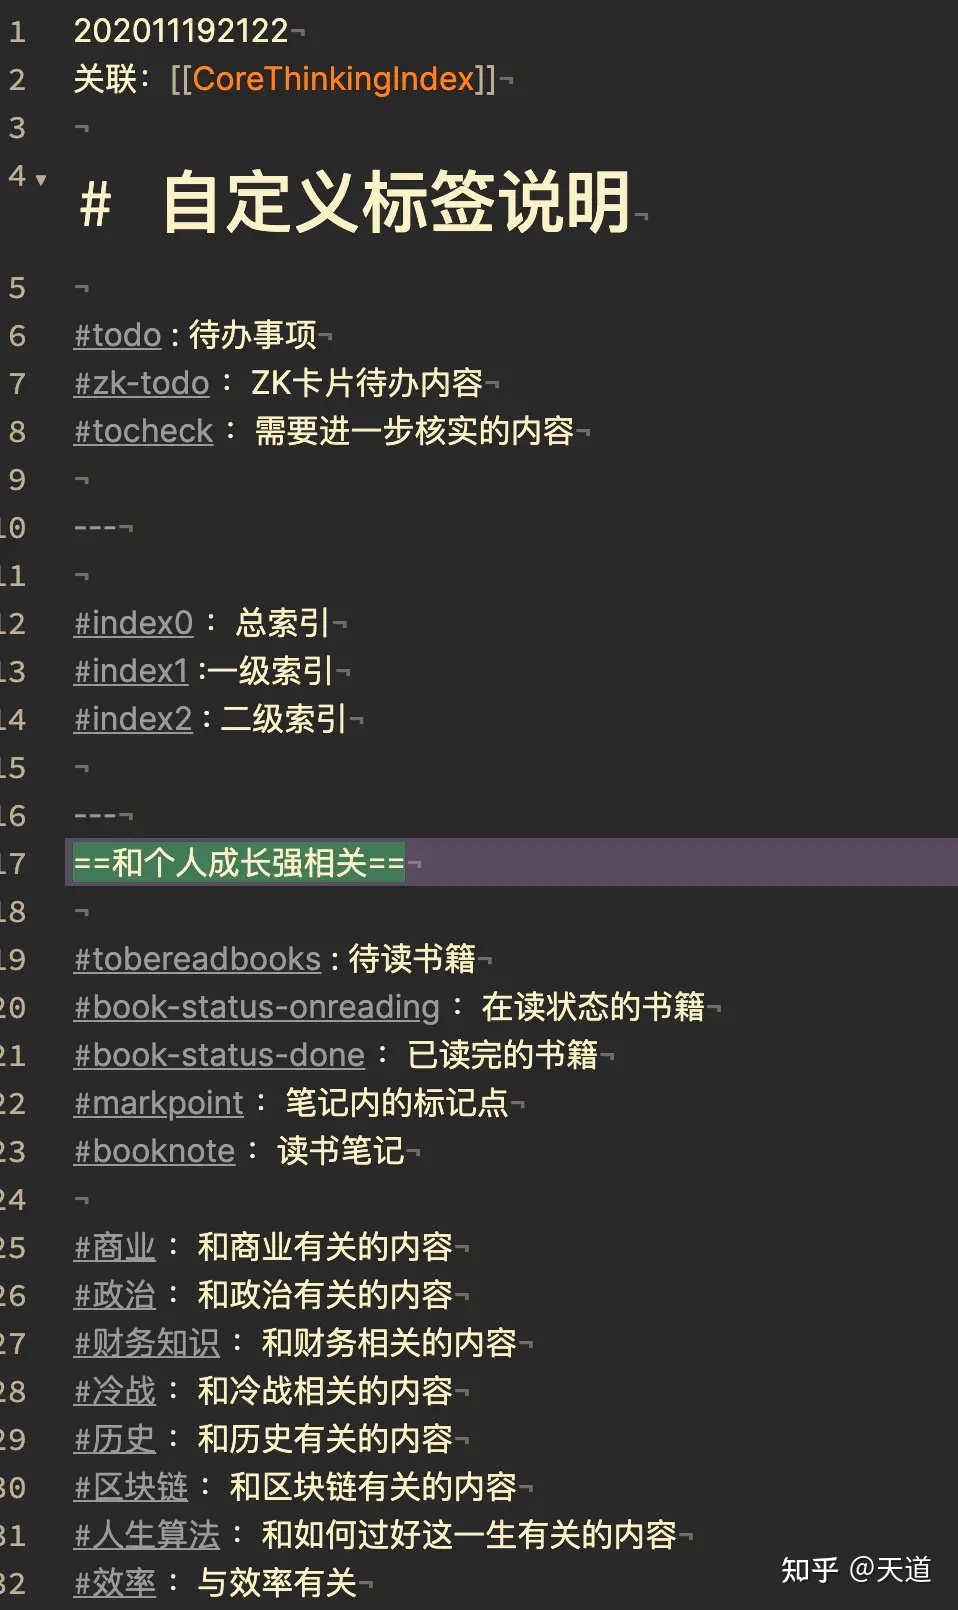 1 202011192122¬
2 关联：[[CoreThinkingIndex]]¬
3 ¬
4 # 自定义标签说明¬
5 ¬
6 #todo : 待办事项¬
7 #zk-todo ： ZK卡片待办内容¬
8 #tocheck ： 需要进一步核实的内容¬
9 ¬
10 ---¬
11 ¬
12 #index0 ： 总索引¬
13 #index1 :一级索引¬
14 #index2 : 二级索引¬
15 ¬
16 ---¬
17 ==和个人成长强相关==¬
18 ¬
19 #tobereadbooks : 待读书籍¬
20 #book-status-onreading ： 在读状态的书籍¬
21 #book-status-done ： 已读完的书籍¬
22 #markpoint ： 笔记内的标记点¬
23 #booknote ： 读书笔记¬
24 ¬
25 #商业 ： 和商业有关的内容¬
26 #政治 ： 和政治有关的内容¬
27 #财务知识 ： 和财务相关的内容¬
28 #冷战 ： 和冷战相关的内容¬
29 #历史 ： 和历史有关的内容¬
30 #区块链 ： 和区块链有关的内容¬
31 #人生算法 ： 和如何过好这一生有关的内容¬
32 #效率 ： 与效率有关¬
知乎 @天道